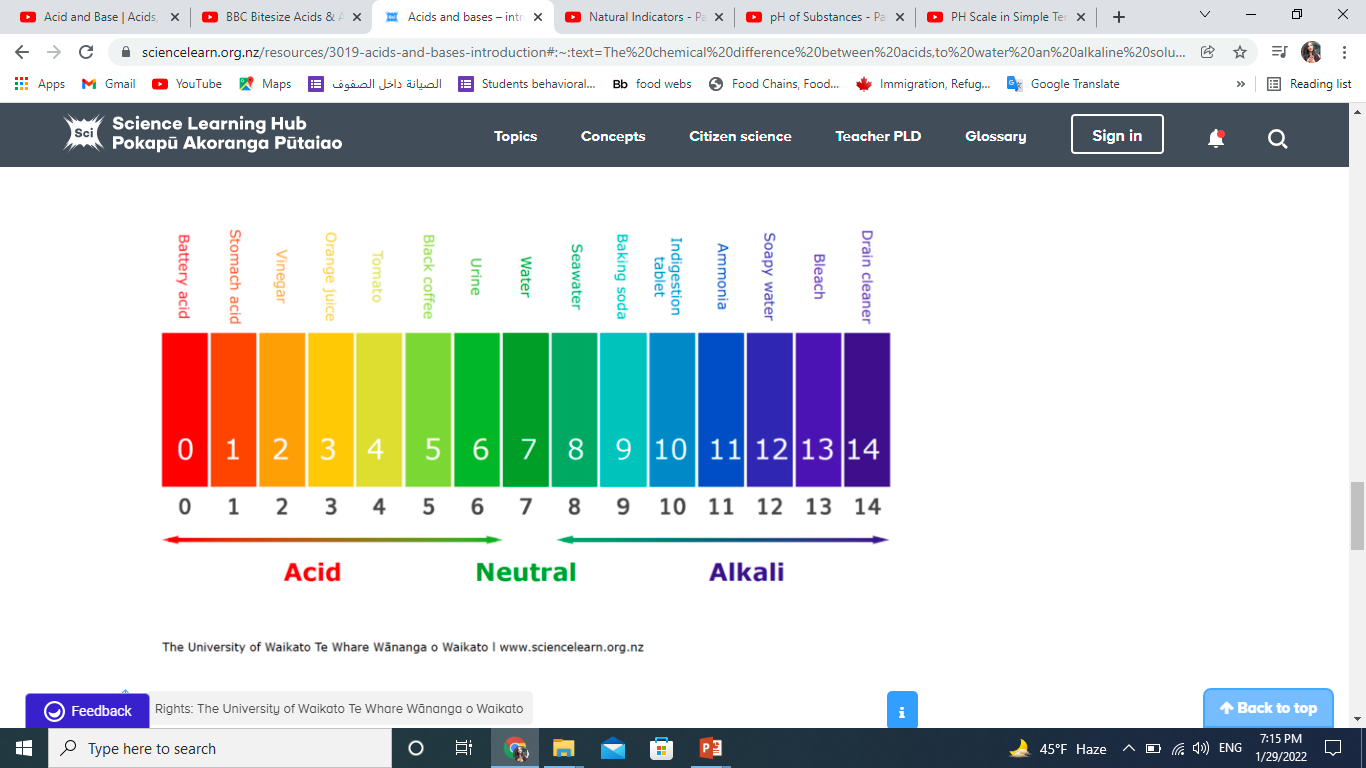 Acid and Base | Acids,
BBC Bitesize Acids & A
Acids and bases – intr
Natural Indicators - Pa
pH of Substances - Pa
PH Scale in Simple Ter
sciencelearn.org.nz/resources/3019-acids-and-bases-introduction#:~:text=The%20chemical%20difference%20between%20acids,to%20water%20an%20alkaline%20solu...
Apps
Gmail
YouTube
Maps
الصيانة داخل الصفوف
Students behavioral...
Bb food webs
Food Chains, Food...
Immigration, Refug...
Google Translate
»
Reading list
Sci
Science Learning Hub
Pokapū Akoranga Pūtaiao
Topics
Concepts
Citizen science
Teacher PLD
Glossary
Sign in
Battery acid
Stomach acid
Vinegar
Orange juice
Tomato
Black coffee
Urine
Water
Seawater
Baking soda
Indigestion
tablet
Ammonia
Soapy water
Bleach
Drain cleaner
0 1 2 3 4 5 6 7 8 9 10 11 12 13 14
0 1 2 3 4 5 6 7 8 9 10 11 12 13 14
Acid
Neutral
Alkali
The University of Waikato Te Whare Wānanga o Waikato l www.sciencelearn.org.nz
Feedback
Rights: The University of Waikato Te Whare Wānanga o Waikato
i
Back to top
Type here to search
45°F Haze
ENG
7:15 PM
1/29/2022